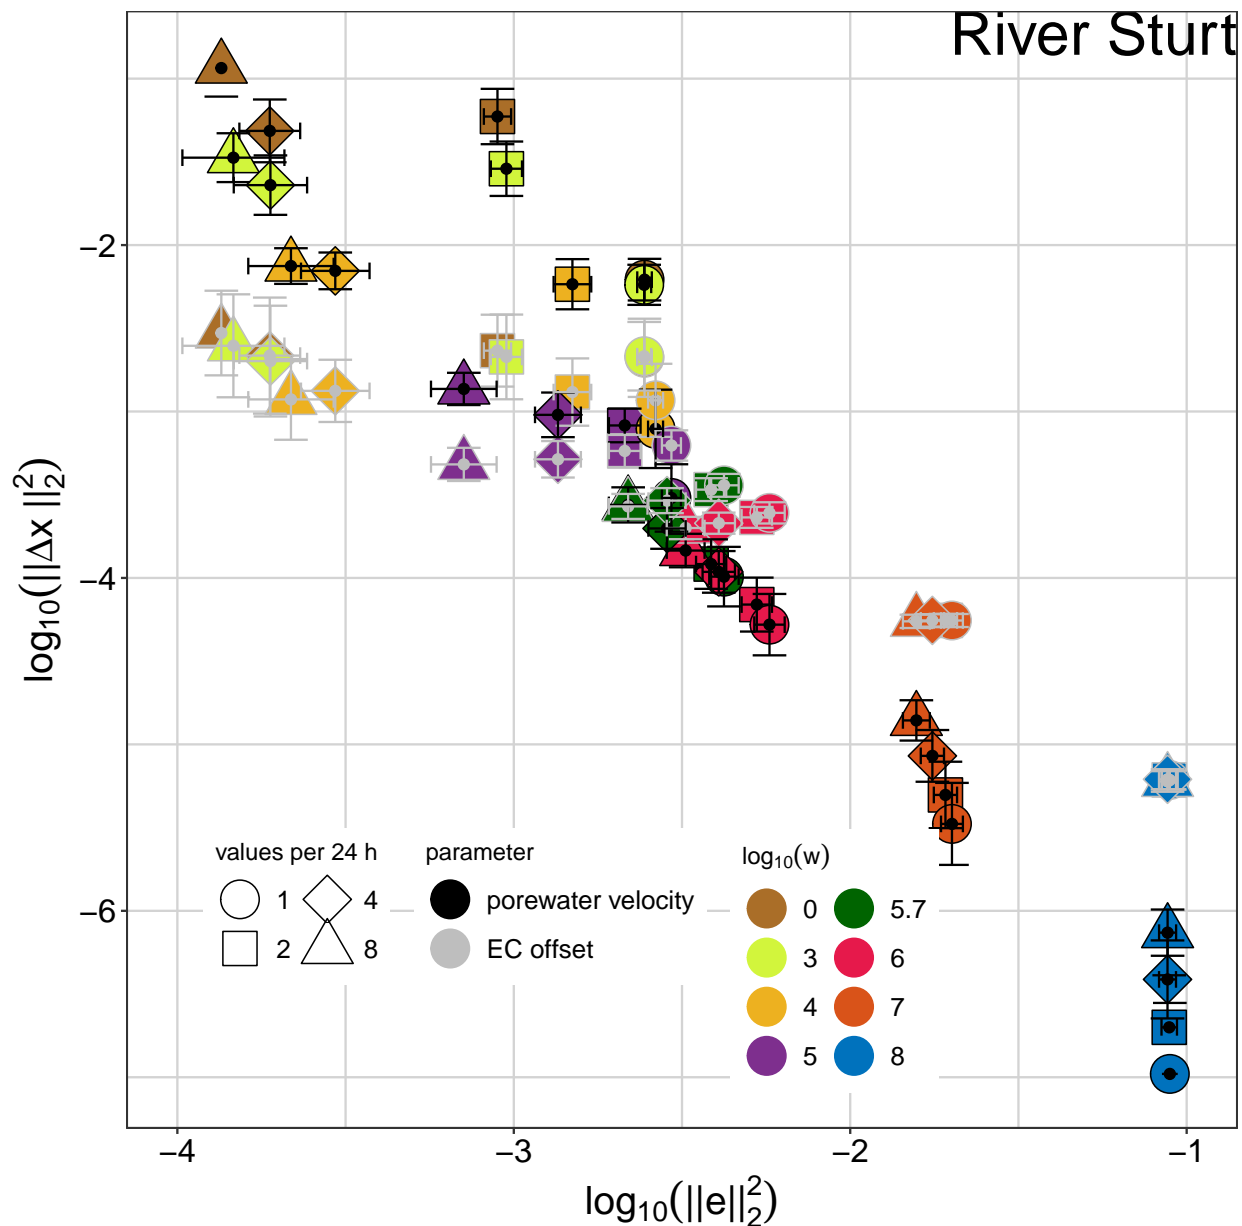 River Sturt
−2
−4
−6
log₁₀(||Δx ||₂²)
values per 24 h
1 4
2 8
parameter
porewater velocity
EC offset
log₁₀(w)
0 5.7
3 6
4 7
5 8
−4 −3 −2 −1
log₁₀(||e||₂²)